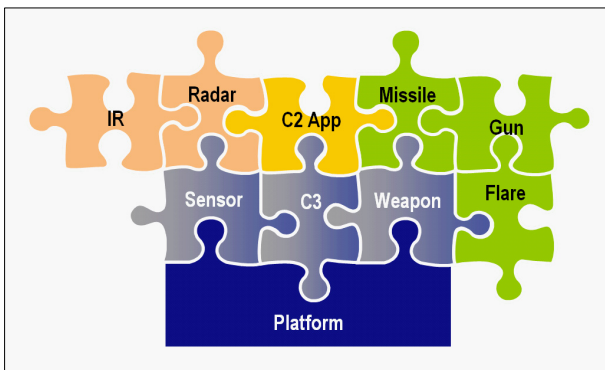 IR
Radar
C2 App
Missile
Gun
Sensor
C3
Weapon
Flare
Platform